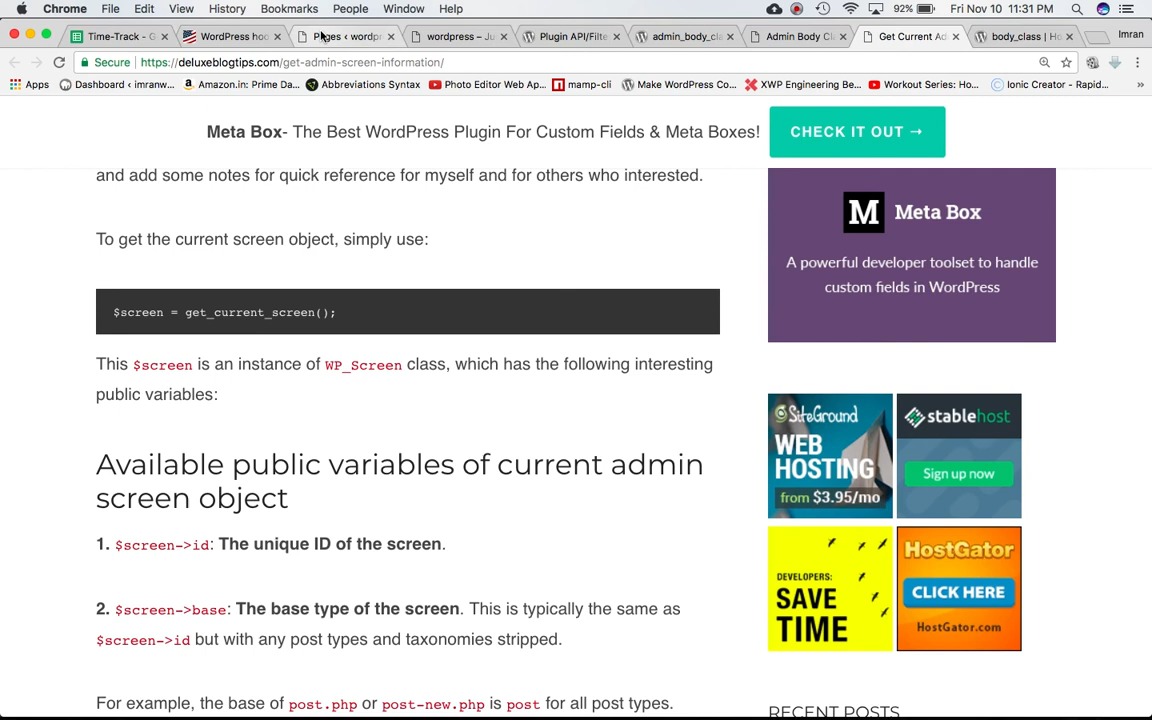 Chrome File Edit View History Bookmarks People Window Help 92% Fri Nov 10 11:31 PM
Time-Track - G WordPress hoo Pages ‹ wordpr wordpress – Ju Plugin API/Filte admin_body_cla Admin Body Cl Get Current Ad body_class | Ho Imran
Secure https://deluxeblogtips.com/get-admin-screen-information/
Apps Dashboard ‹ imranw... Amazon.in: Prime Da... Abbreviations Syntax Photo Editor Web Ap... mamp-cli Make WordPress Co... XWP Engineering Be... Workout Series: Ho... Ionic Creator - Rapid... »
Meta Box- The Best WordPress Plugin For Custom Fields & Meta Boxes! CHECK IT OUT →
and add some notes for quick reference for myself and for others who interested.
To get the current screen object, simply use:
$screen = get_current_screen();
This $screen is an instance of WP_Screen class, which has the following interesting
public variables:
Available public variables of current admin
screen object
1. $screen->id: The unique ID of the screen.
2. $screen->base: The base type of the screen. This is typically the same as
$screen->id but with any post types and taxonomies stripped.
For example, the base of post.php or post-new.php is post for all post types.
M Meta Box
A powerful developer toolset to handle
custom fields in WordPress
SiteGround
WEB
HOSTING
from $3.95/mo
stablehost
Sign up now
DEVELOPERS:
SAVE
TIME
HostGator
CLICK HERE
HostGator.com
RECENT POSTS